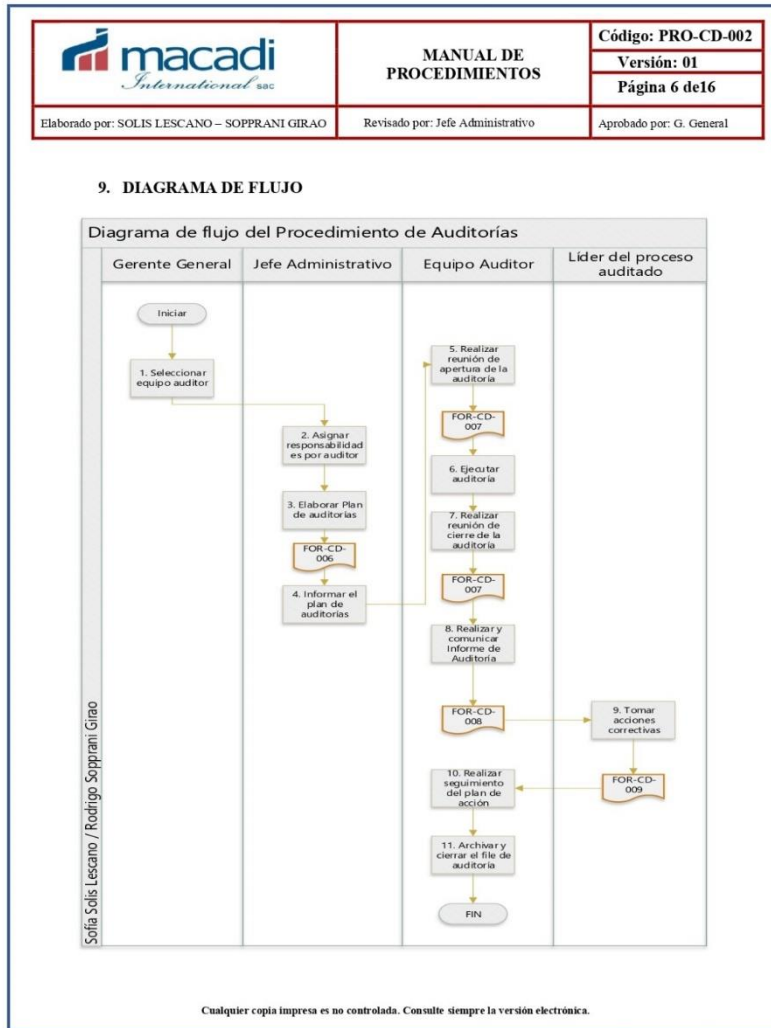 macadi
International sac
MANUAL DE
PROCEDIMIENTOS
Código: PRO-CD-002
Versión: 01
Página 6 de16
Elaborado por: SOLIS LESCANO – SOPPRANI GIRAO
Revisado por: Jefe Administrativo
Aprobado por: G. General
9. DIAGRAMA DE FLUJO
Diagrama de flujo del Procedimiento de Auditorías
Gerente General
Jefe Administrativo
Equipo Auditor
Líder del proceso
auditado
Sofía Solis Lescano / Rodrigo Sopprani Girao
Iniciar
1. Seleccionar
equipo auditor
2. Asignar
responsabilidad
es por auditor
3. Elaborar Plan
de auditorías
FOR-CD-
006
4. Informar el
plan de
auditorías
5. Realizar
reunión de
apertura de la
auditoría
FOR-CD-
007
6. Ejecutar
auditoría
7. Realizar
reunión de
cierre de la
auditoría
FOR-CD-
007
8. Realizar y
comunicar
Informe de
Auditoría
FOR-CD-
008
9. Tomar
acciones
correctivas
FOR-CD-
009
10. Realizar
seguimiento
del plan de
acción
11. Archivar y
cerrar el file de
auditoría
FIN
Cualquier copia impresa es no controlada. Consulte siempre la versión electrónica.